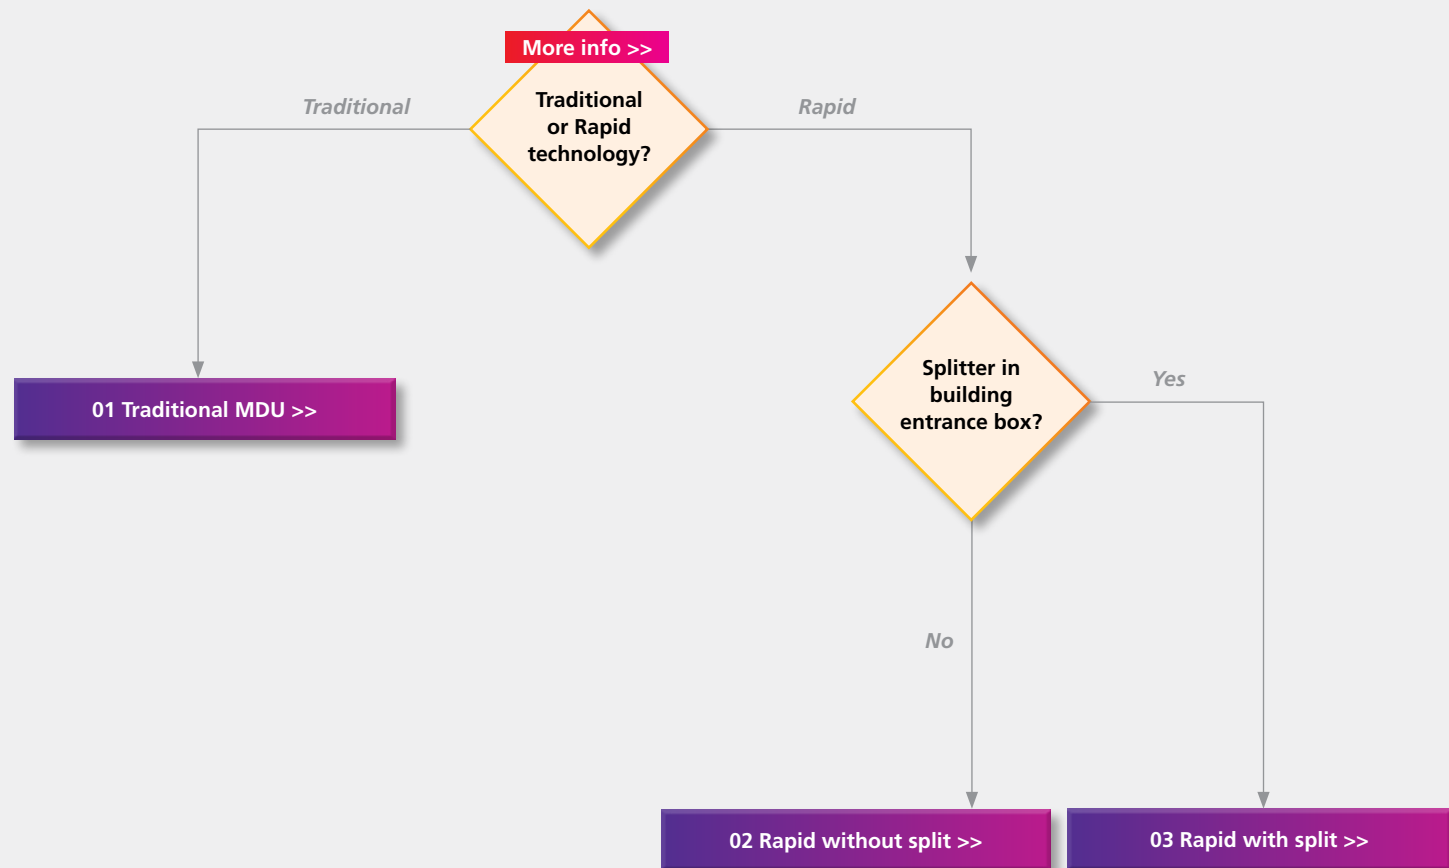 More info >>
Traditional
or Rapid
technology?
Traditional
Rapid
Splitter in
building
entrance box?
Yes
01 Traditional MDU >>
No
02 Rapid without split >>
03 Rapid with split >>